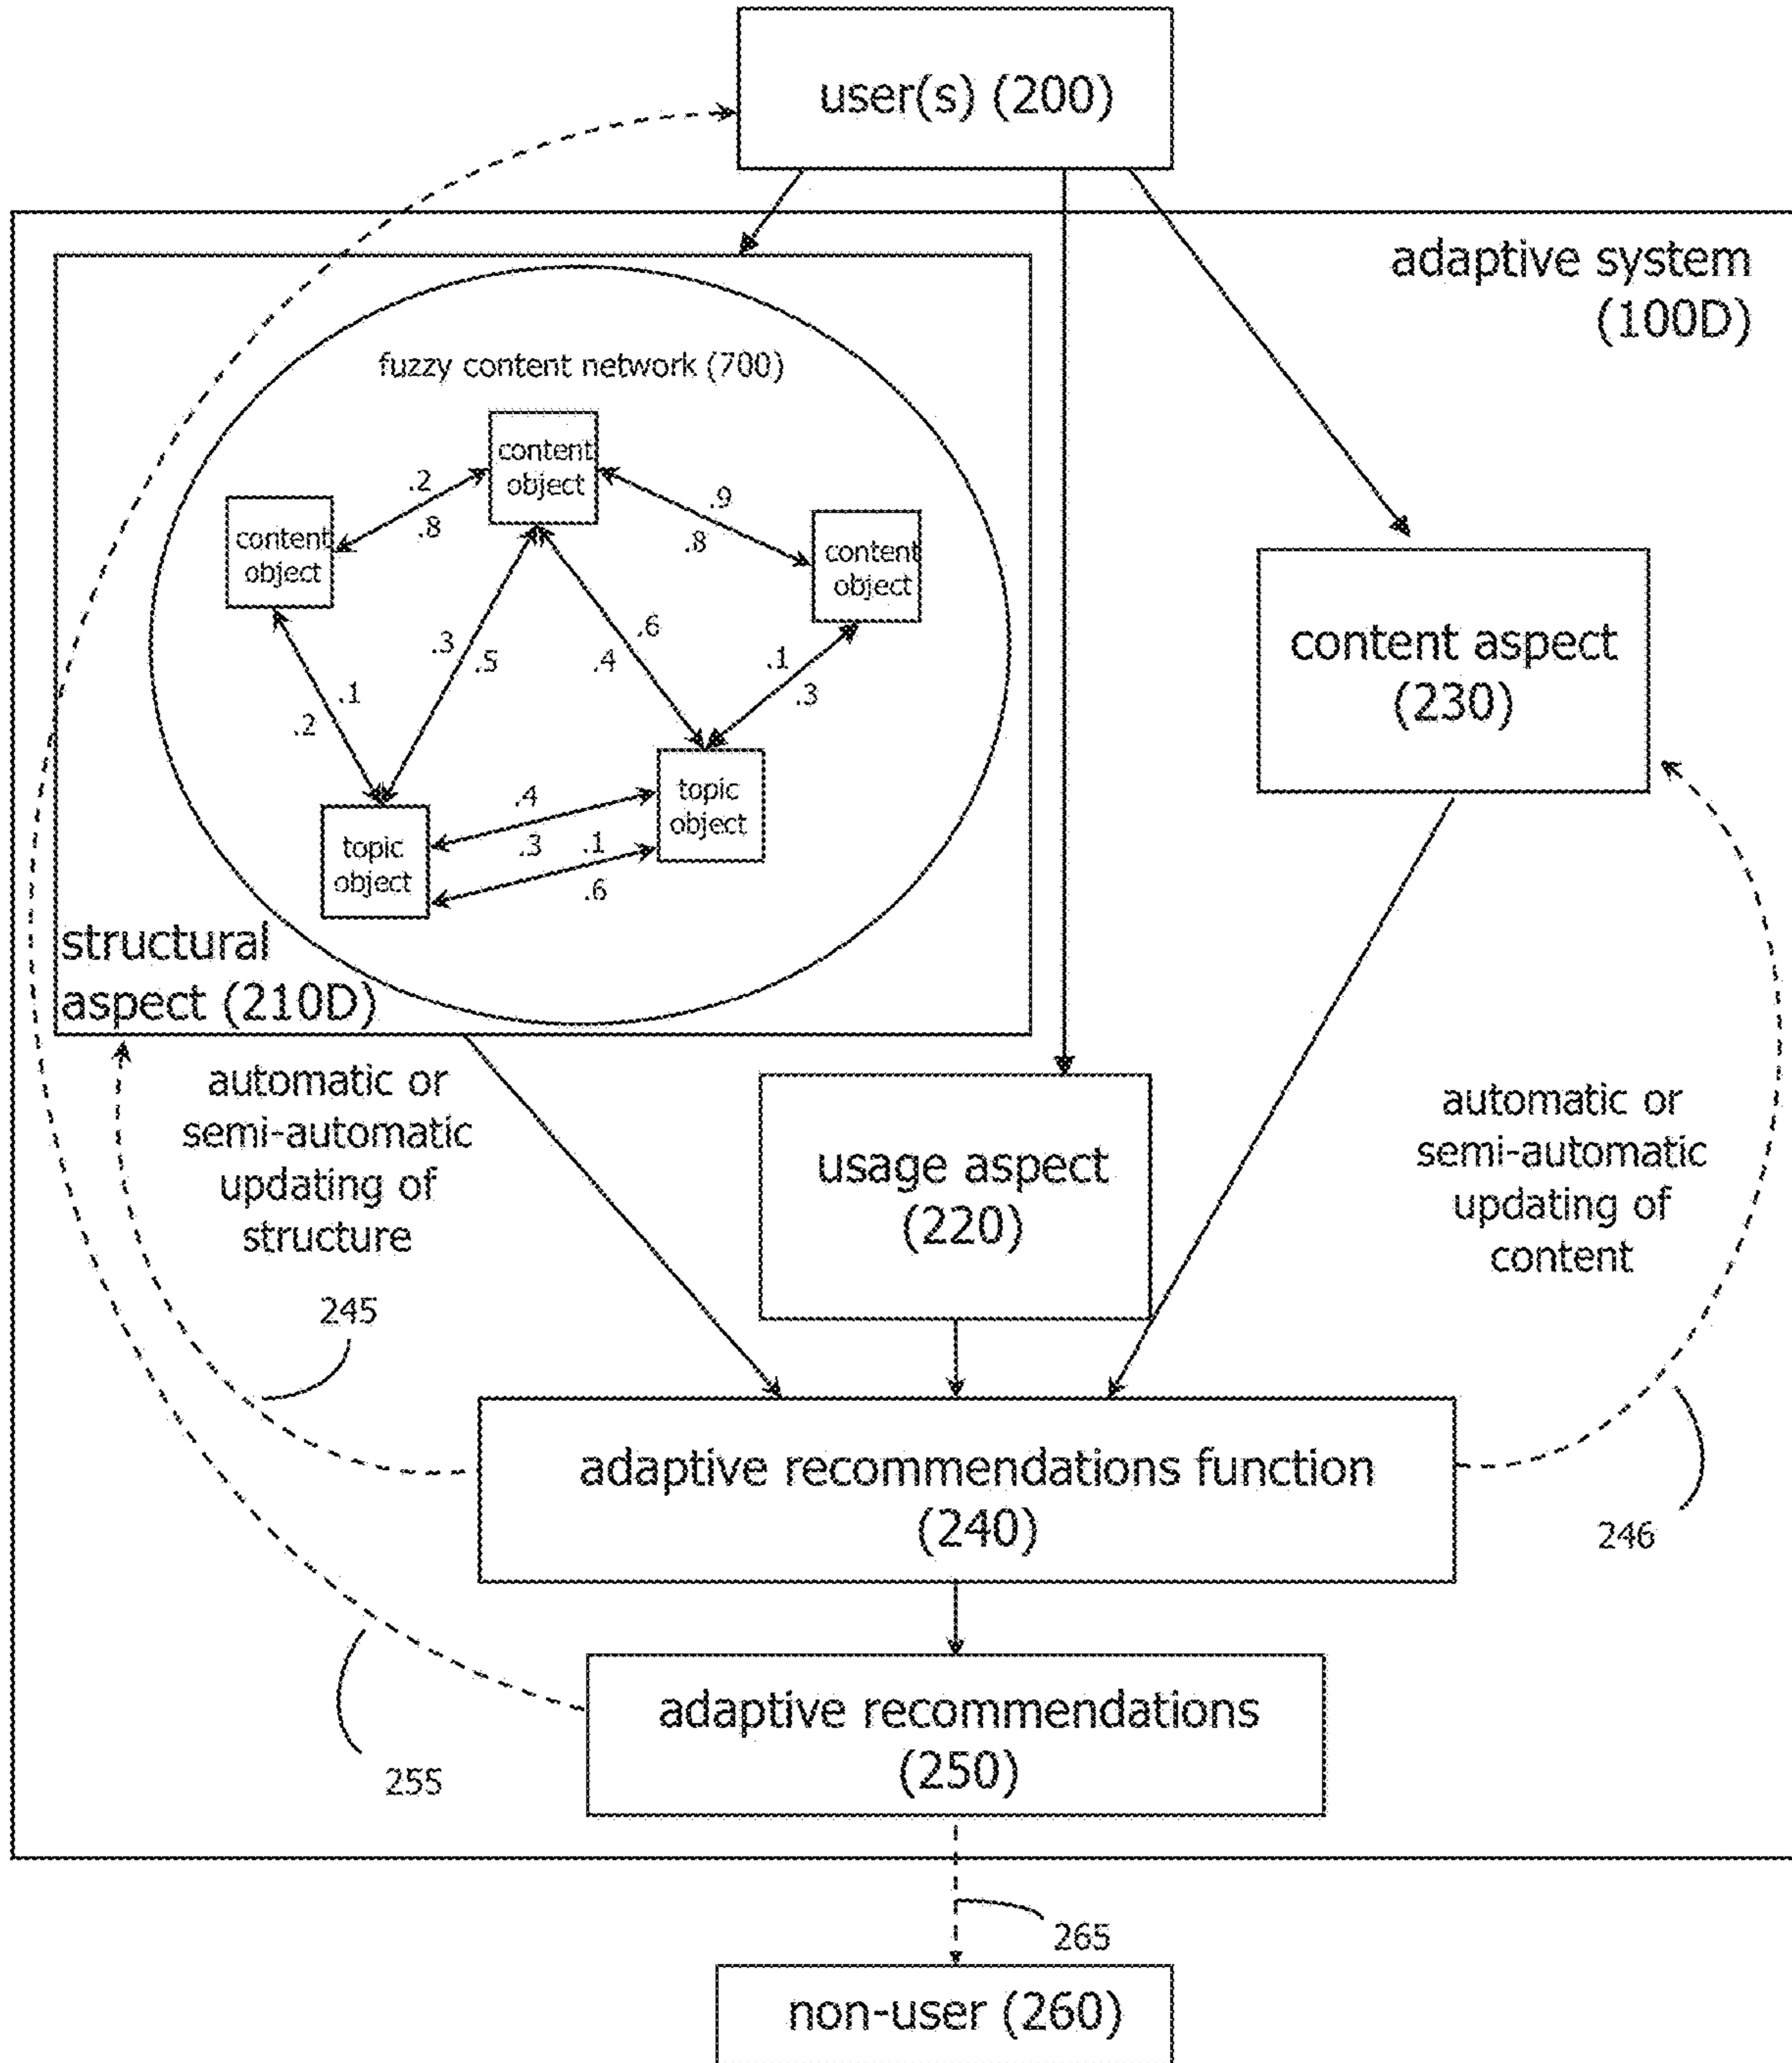 user(s) (200)
adaptive system
(100D)
fuzzy content network (700)
content
object
.2
.8
.9
.8
content
object
content
object
.3
.5
.6
.4
.1
.3
.1
.2
topic
object
.4
.3
.1
.6
topic
object
structural
aspect (210D)
content aspect
(230)
automatic or
semi-automatic
updating of
structure
245
usage aspect
(220)
automatic or
semi-automatic
updating of
content
246
adaptive recommendations function
(240)
adaptive recommendations
(250)
255
265
non-user (260)